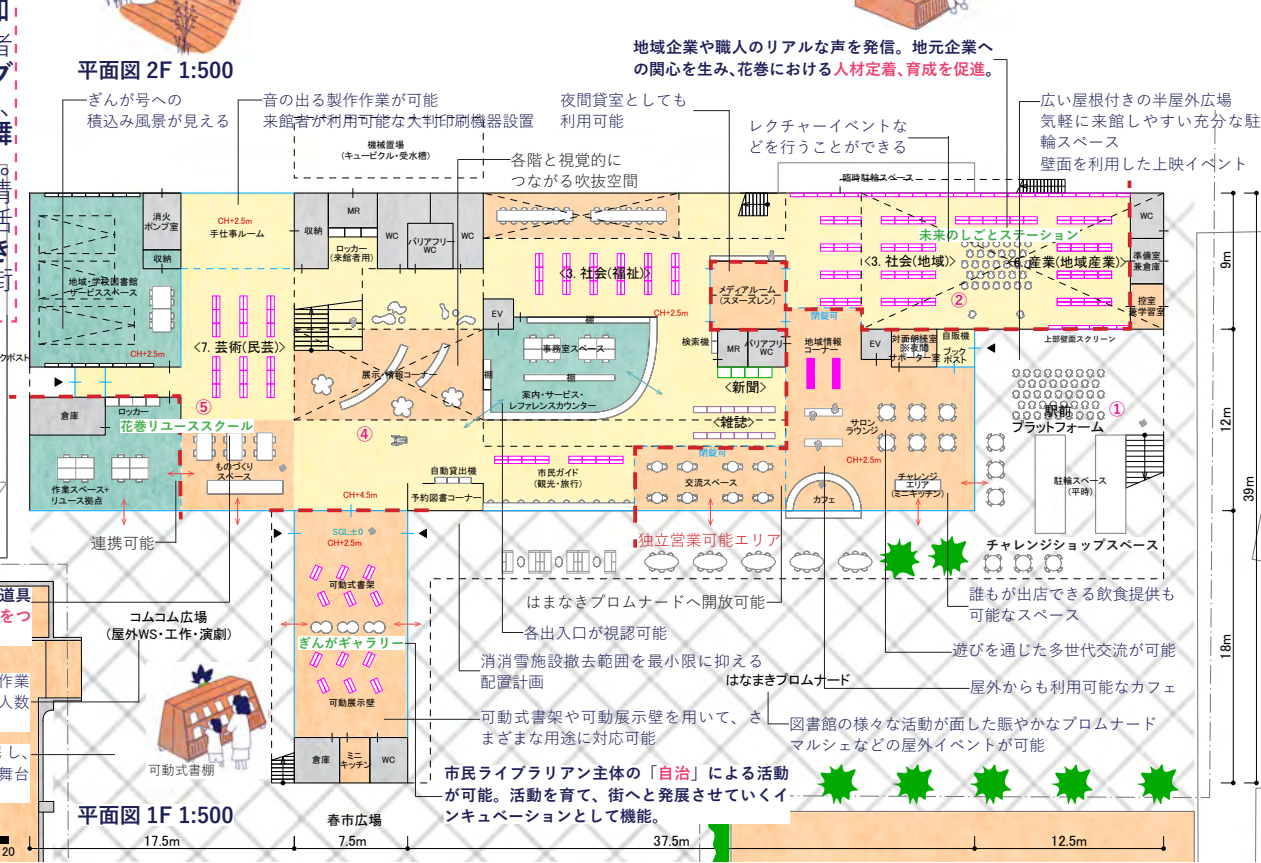 地域企業や職人のリアルな声を発信。地元企業へ
の関心を生み、花巻における人材定着、育成を促進。
平面図 2F 1:500
ぎんが号への
積込み風景が見える
音の出る製作作業が可能
来館者が利用可能な大判印刷機器設置
機械置場
(キュービクル・受水槽)
各階と視覚的に
つながる吹抜空間
夜間貸室としても
利用可能
レクチャーイベントな
どを行うことができる
広い屋根付きの半屋外広場
気軽に来館しやすい充分な駐
輪スペース
壁面を利用した上映イベント
臨時駐輪スペース
消火
ポンプ室
収納
CH+2.5m
手仕事ルーム
収納
MR
ロッカー
(来館者用)
WC
バリアフリー
WC
WC
地域・学校図書館
サービススペース
CH+2.5m
<7. 芸術(民芸)>
EV
棚
事務室スペース
棚
棚
案内・サービス・
レファレンスカウンター
展示・情報コーナー
<3. 社会(福祉)>
CH+2.5m
メディアルーム
(スヌーズレン)
検索機
MR
バリアフリー
WC
<新聞>
<雑誌>
閉錠可
地域情報
コーナー
未来のしごとステーション
<3. 社会(地域)>
<6. 産業(地域産業)>
②
WC
準備室
兼倉庫
控室
兼学習室
上部壁面スクリーン
EV
対面朗読室
※夜間
サポーター室
自販機
ブック
ポスト
クポスト
倉庫
ロッカー
花巻リユーススクール
⑤
④
作業スペース+
リユース拠点
ものづくり
スペース
自動貸出機
予約図書コーナー
CH+4.5m
市民ガイド
(観光・旅行)
閉錠可
交流スペース
サロン
ラウンジ
CH+2.5m
カフェ
チャレンジ
エリア
(ミニキッチン)
駅前
プラットフォーム
①
駐輪スペース
(平時)
チャレンジショップスペース
9m
12m
18m
39m
連携可能
SGL±0
CH+2.5m
可動式書架
ぎんがギャラリー
可動展示壁
倉庫
ミニ
キッチン
WC
独立営業可能エリア
はまなきプロムナードへ開放可能
各出入口が視認可能
消消雪施設撤去範囲を最小限に抑える
配置計画
はなまきプロムナード
可動式書架や可動展示壁を用いて、さ
まざまな用途に対応可能
市民ライブラリアン主体の「自治」による活動
が可能。活動を育て、街へと発展させていくイ
ンキュベーションとして機能。
誰もが出店できる飲食提供も
可能なスペース
遊びを通じた多世代交流が可能
屋外からも利用可能なカフェ
図書館の様々な活動が面した賑やかなプロムナード
マルシェなどの屋外イベントが可能
道具
をつ
コムコム広場
(屋外WS・工作・演劇)
作業
人数
し、
舞台
可動式書棚
平面図 1F 1:500
春市広場
20
17.5m
7.5m
37.5m
12.5m